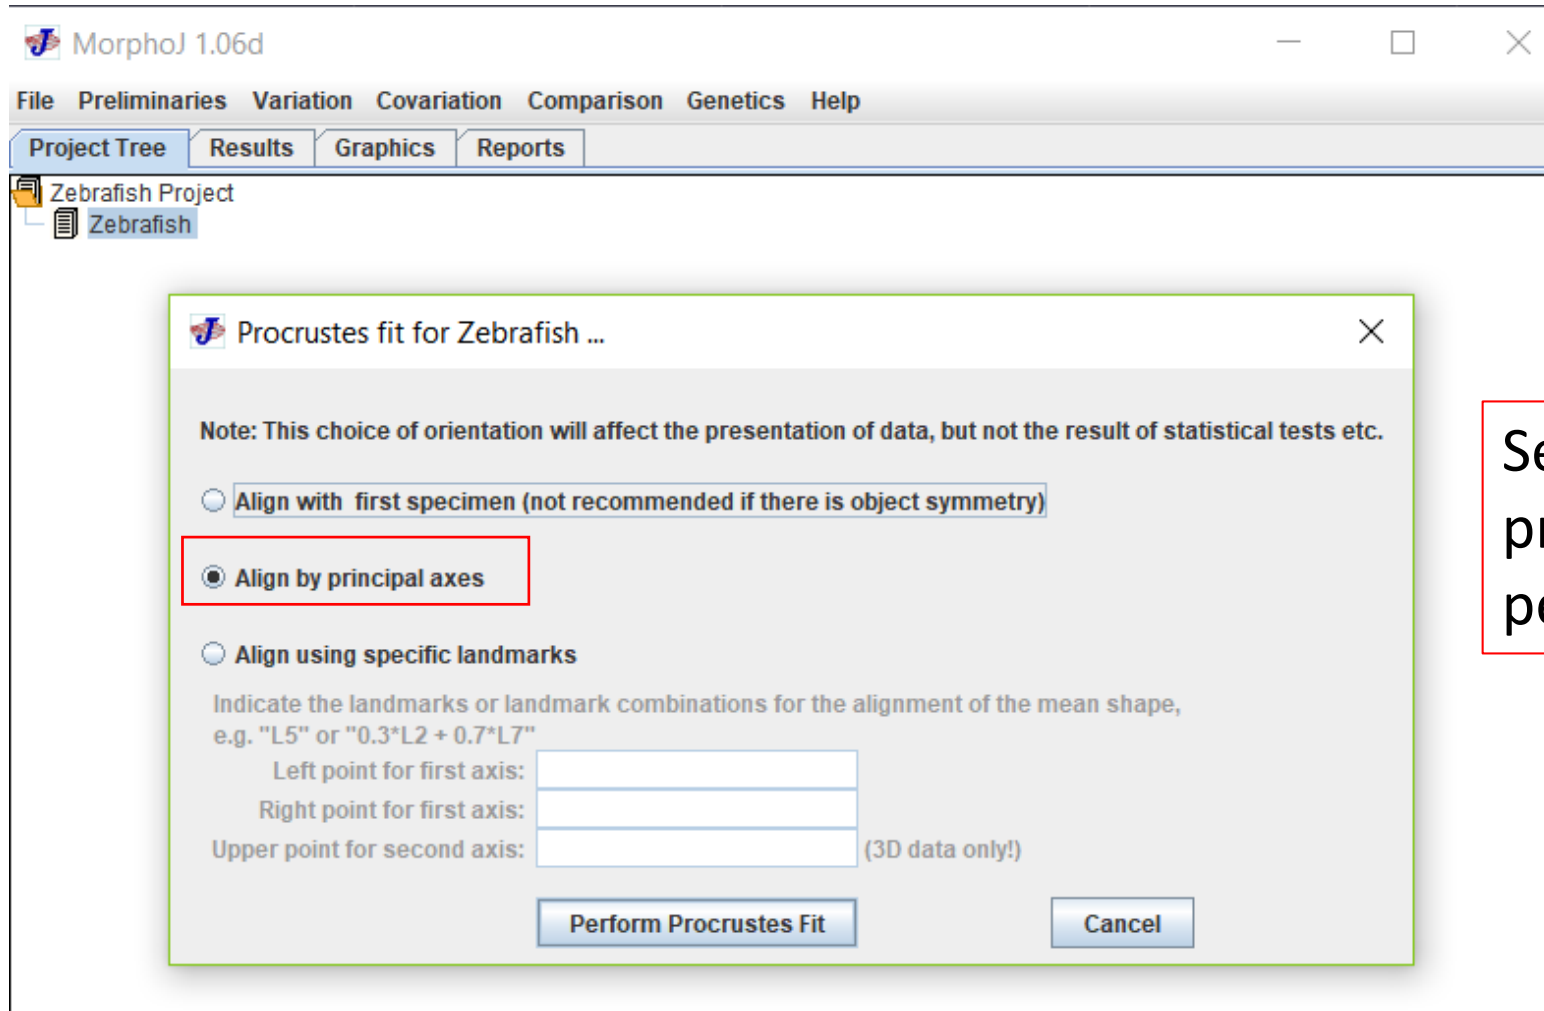 MorphoJ 1.06d
File Preliminaries Variation Covariation Comparison Genetics Help
Project Tree Results Graphics Reports
Zebrafish Project
Zebrafish
Procrustes fit for Zebrafish ...
Note: This choice of orientation will affect the presentation of data, but not the result of statistical tests etc.
Align with first specimen (not recommended if there is object symmetry)
Align by principal axes
Align using specific landmarks
Indicate the landmarks or landmark combinations for the alignment of the mean shape,
e.g. "L5" or "0.3*L2 + 0.7*L7"
Left point for first axis:
Right point for first axis:
Upper point for second axis: (3D data only!)
Perform Procrustes Fit Cancel